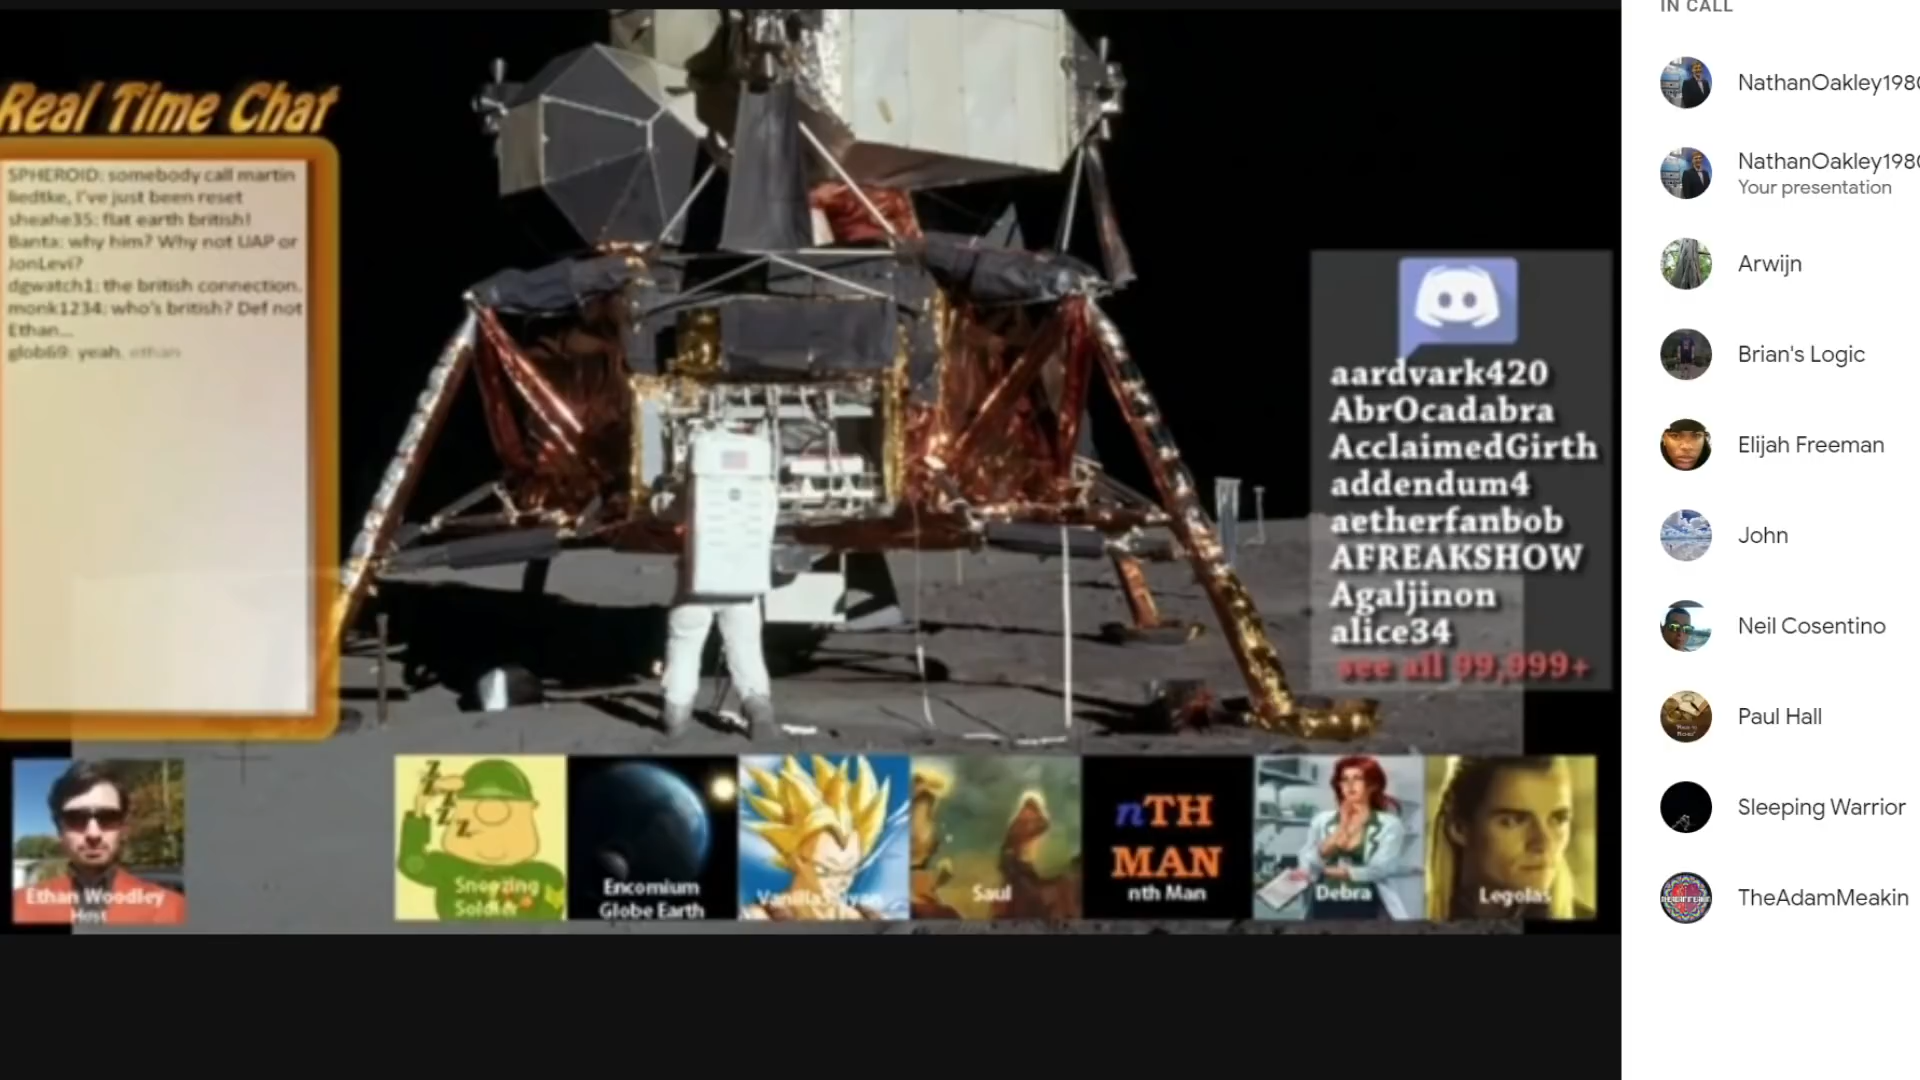 IN CALL
Real Time Chat
SPHEROID: somebody call martin
liedtke, I've just been reset
sheahe35: flat earth british!
Banta: why him? Why not UAP or
JonLevi?
dgwatch1: the british connection.
monk1234: who's british? Def not
Ethan...
glob69: yeah, ethan
aardvark420
AbrOcadabra
AcclaimedGirth
addendum4
aetherfanbob
AFREAKSHOW
Agaljinon
alice34
see all 99,999+
Ethan Woodley
Host
Z
Z
Z
Z
Snoozing
Soldier
Encomium
Globe Earth
Saul
nTH
MAN
nth Man
Debra
Legolas
NathanOakley198
NathanOakley198
Your presentation
Arwijn
Brian's Logic
Elijah Freeman
John
Neil Cosentino
Paul Hall
Sleeping Warrior
TheAdamMeakin